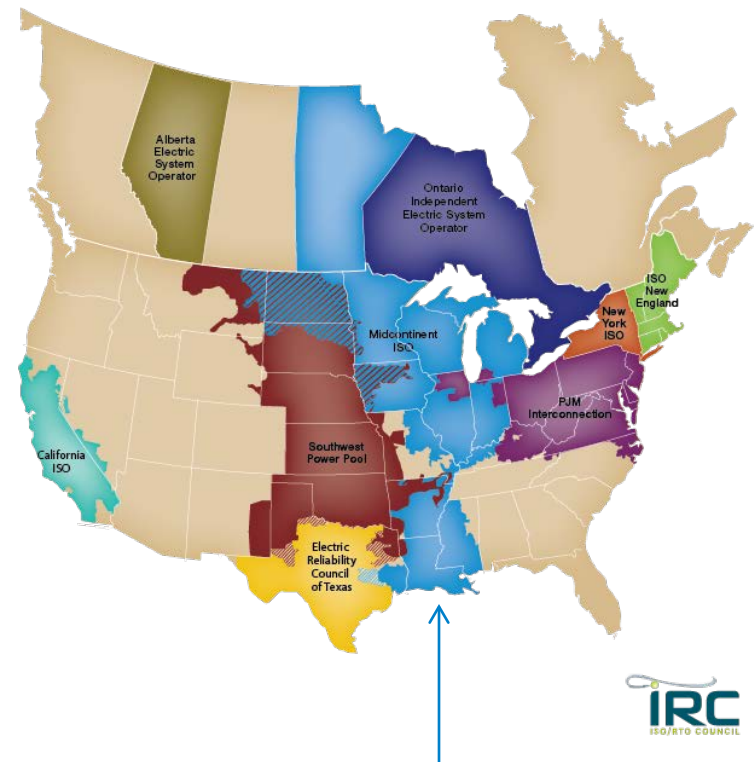 Alberta
Electric
System
Operator
Ontario
Independent
Electric System
Operator
ISO
New
England
New
York
ISO
Midcontinent
ISO
PJM
Interconnection
California
ISO
Southwest
Power Pool
Electric
Reliability
Council
of Texas
IRC
ISO/RTO COUNCIL